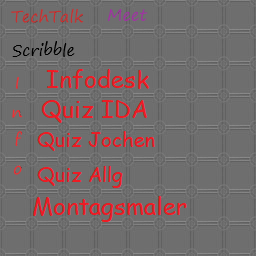 TechTalk Meet
Scribble
i Infodesk
n Quiz IDA
f Quiz Jochen
o Quiz Allg
Montagsmaler